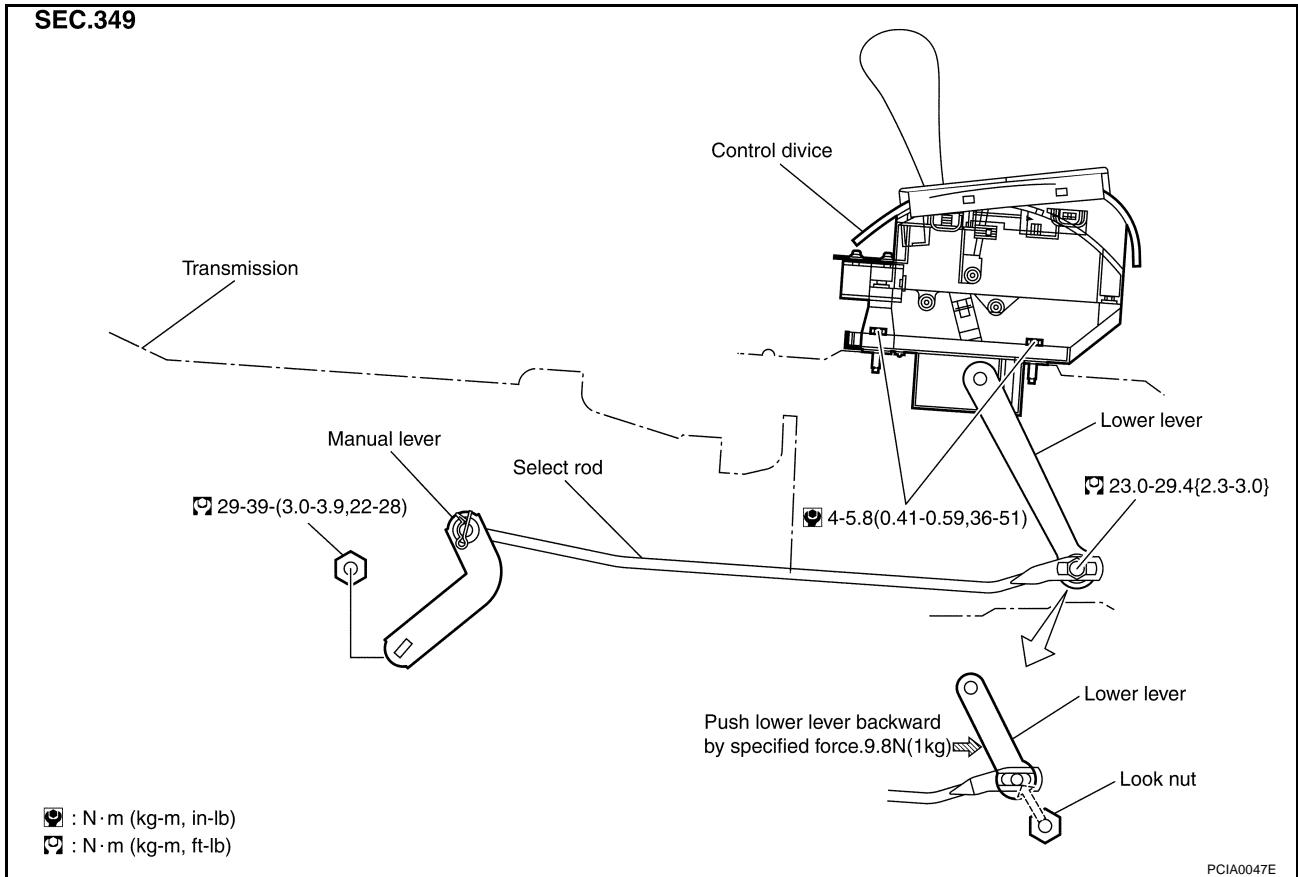 SEC.349
Control divice
Transmission
Lower lever
Manual lever
Select rod
23.0-29.4{2.3-3.0}
29-39-(3.0-3.9,22-28)
4-5.8(0.41-0.59,36-51)
Lower lever
Push lower lever backward
by specified force.9.8N(1kg)
Look nut
: N·m (kg-m, in-lb)
: N·m (kg-m, ft-lb)
PCIA0047E